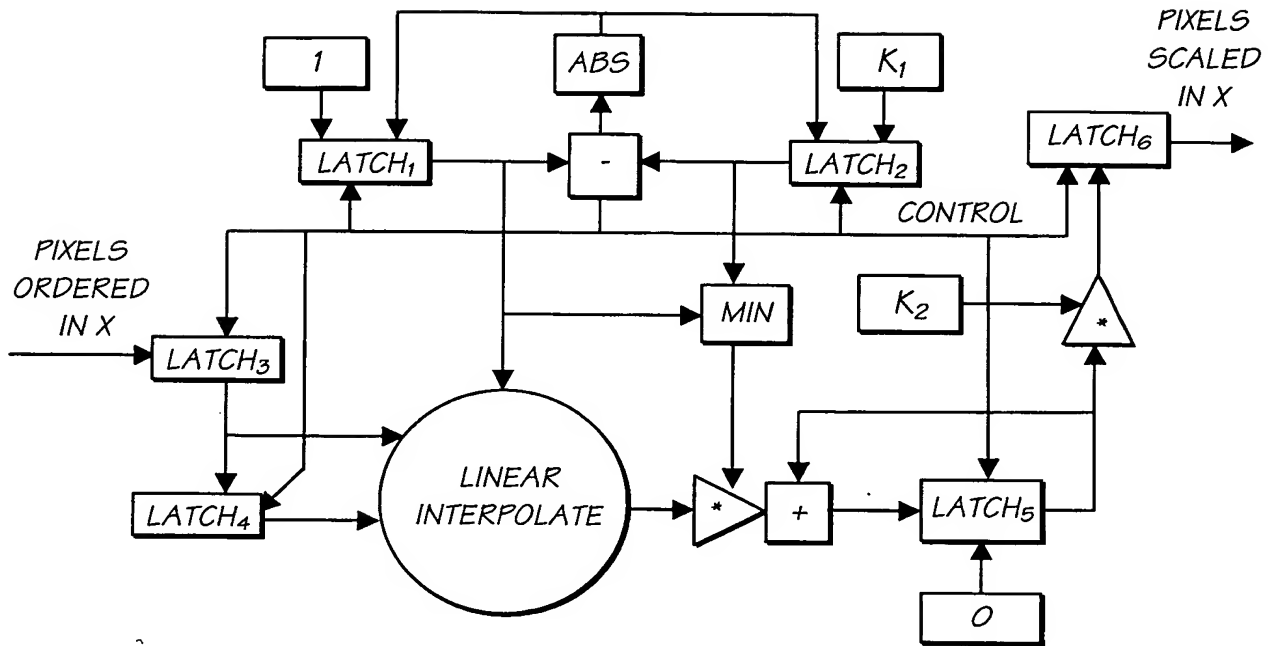 PIXELS
SCALED
IN X
1
ABS
K₁
LATCH₁
-
LATCH₂
LATCH₆
CONTROL
PIXELS
ORDERED
IN X
MIN
K₂
*
LATCH₃
LINEAR
INTERPOLATE
LATCH₄
*
+
LATCH₅
0